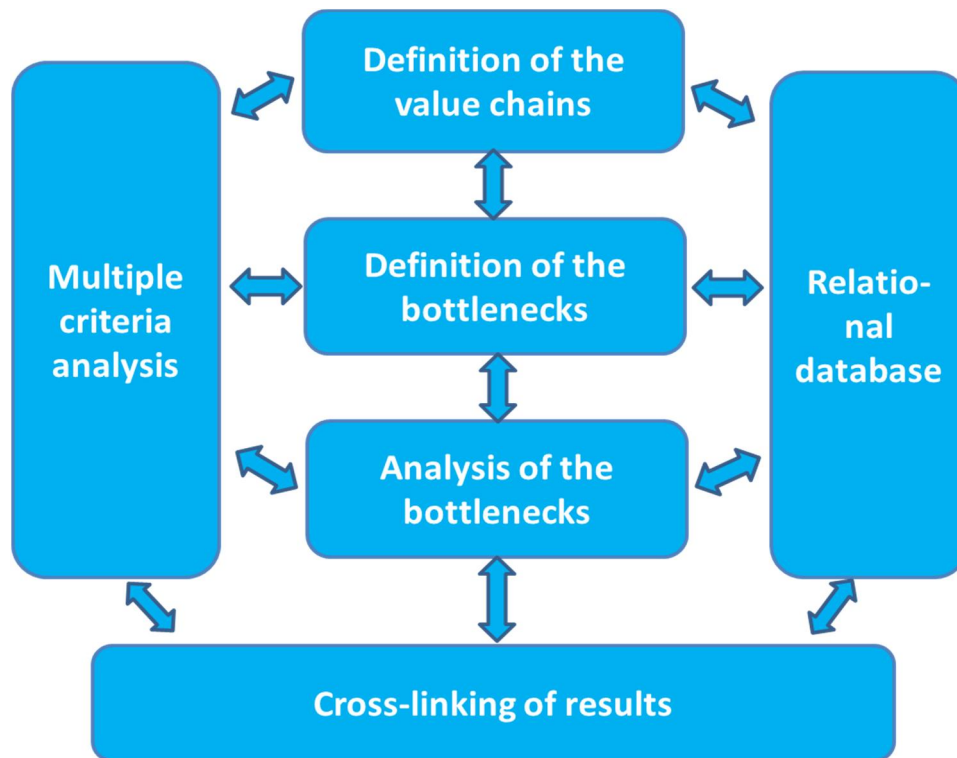 Definition of the
value chains
Multiple
criteria
analysis
Definition of the
bottlenecks
Relatio-
nal
database
Analysis of the
bottlenecks
Cross-linking of results